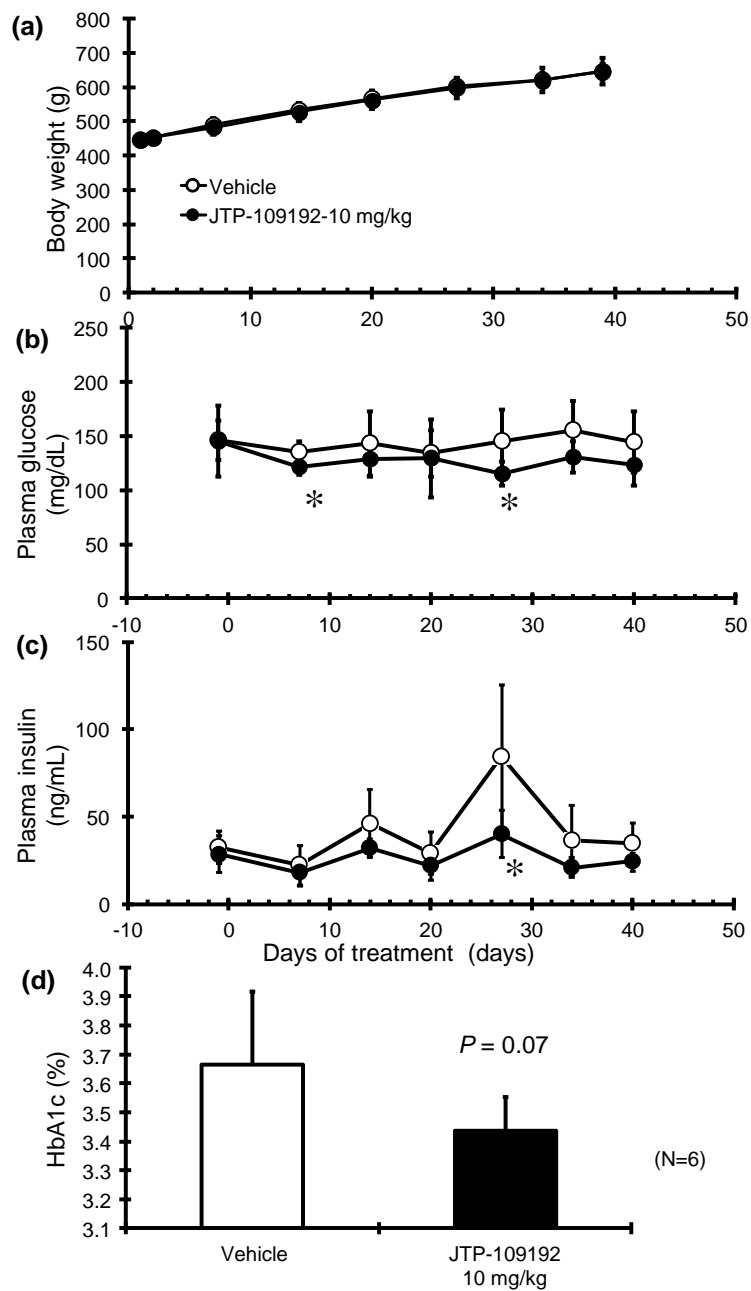 (a)
Body weight (g)
800
700
600
500
400
300
200
100
0
Vehicle
JTP-109192-10 mg/kg
0 10 20 30 40 50
(b)
Plasma glucose
(mg/dL)
250
200
150
100
50
0
* *
-10 0 10 20 30 40 50
(c)
Plasma insulin
(ng/mL)
150
100
50
0
*
-10 0 10 20 30 40 50
Days of treatment (days)
(d)
HbA1c (%)
4.0
3.9
3.8
3.7
3.6
3.5
3.4
3.3
3.2
3.1
P = 0.07
(N=6)
Vehicle JTP-109192
10 mg/kg